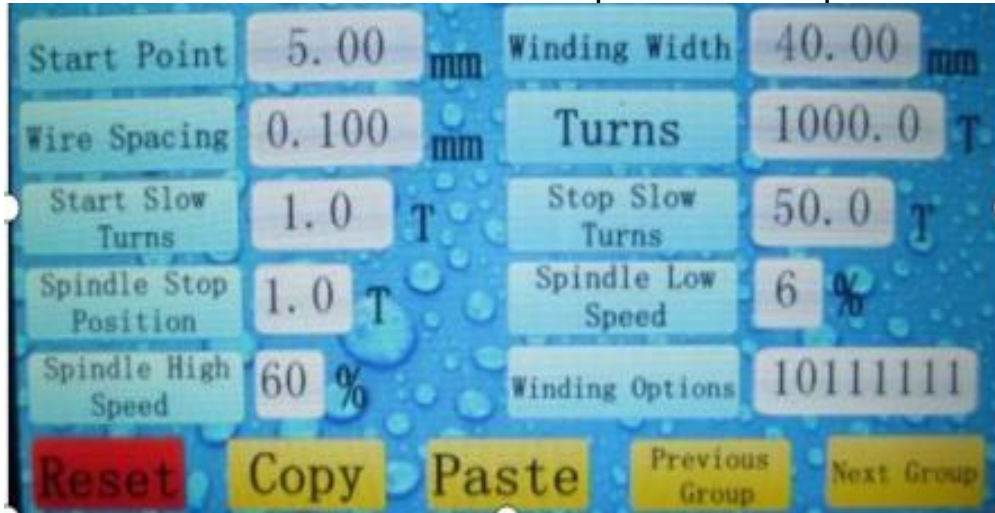 Start Point 5.00 mm Winding Width 40.00 mm
Wire Spacing 0.100 mm Turns 1000.0 T
Start Slow Turns 1.0 T Stop Slow Turns 50.0 T
Spindle Stop Position 1.0 T Spindle Low Speed 6 %
Spindle High Speed 60 % Winding Options 10111111
Reset Copy Paste Previous Group Next Group